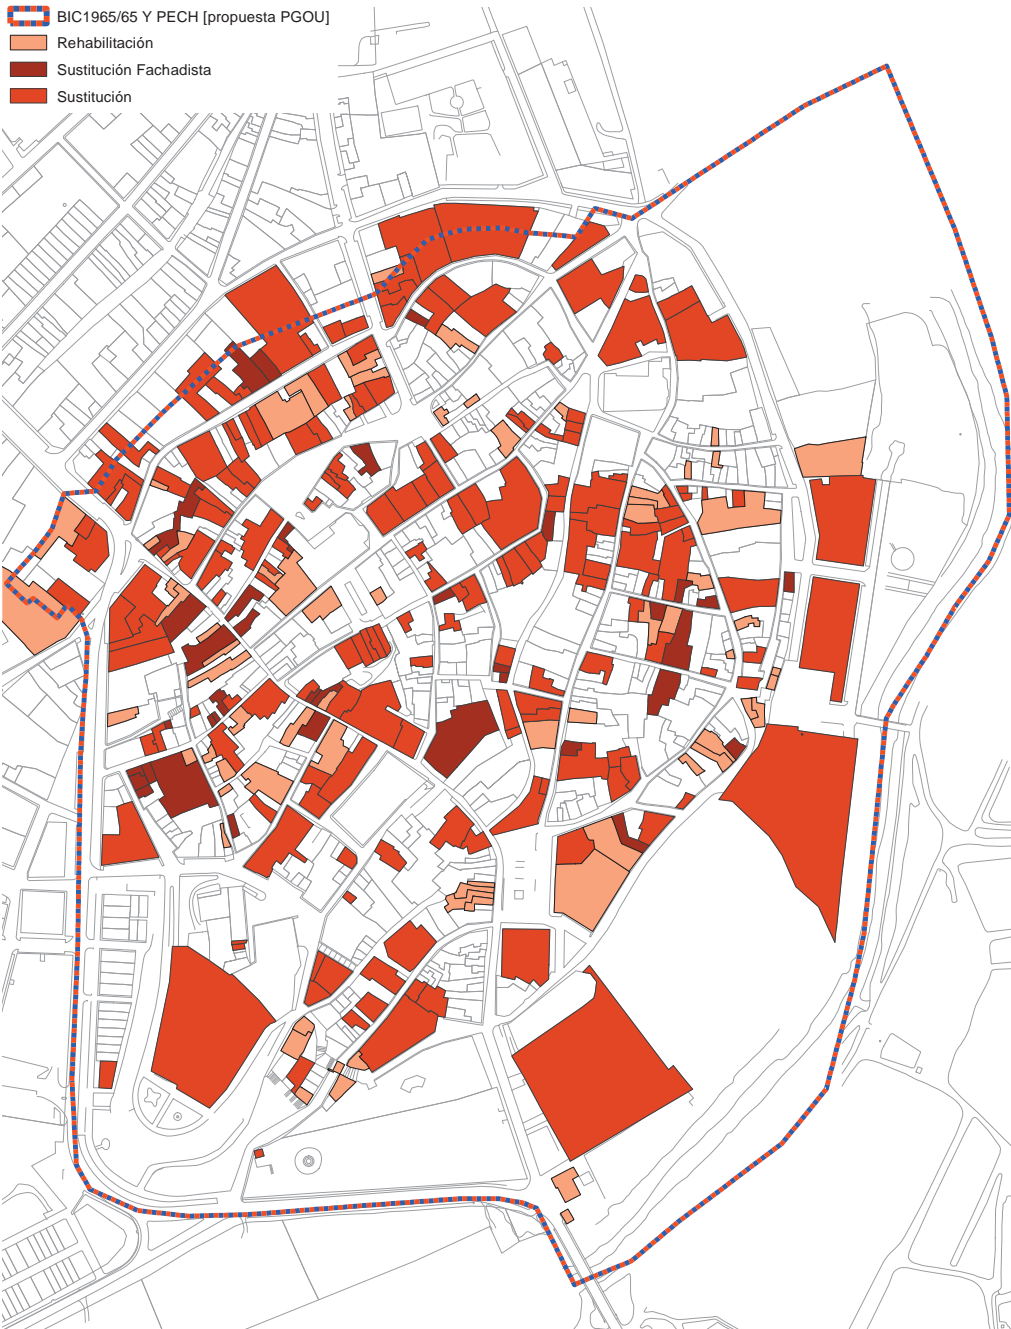 BIC1965/65 Y PECH [propuesta PGOU]
Rehabilitación
Sustitución Fachadista
Sustitución